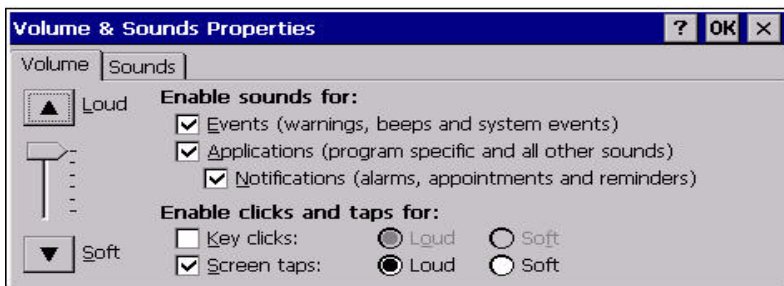 Volume & Sounds Properties ? OK ×
Volume Sounds
Loud Enable sounds for:
Events (warnings, beeps and system events)
Applications (program specific and all other sounds)
Notifications (alarms, appointments and reminders)
Enable clicks and taps for:
Key clicks: Loud Soft
Soft Screen taps: Loud Soft